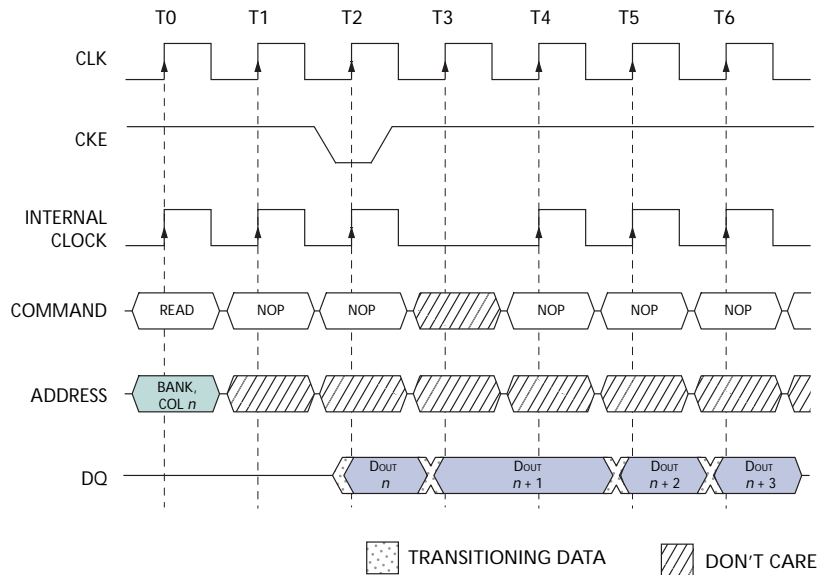 T0 T1 T2 T3 T4 T5 T6
CLK
CKE
INTERNAL
CLOCK
COMMAND READ NOP NOP NOP NOP NOP
ADDRESS BANK,
COL n
DQ DOUT DOUT DOUT DOUT
n n + 1 n + 2 n + 3
TRANSITIONING DATA DON'T CARE